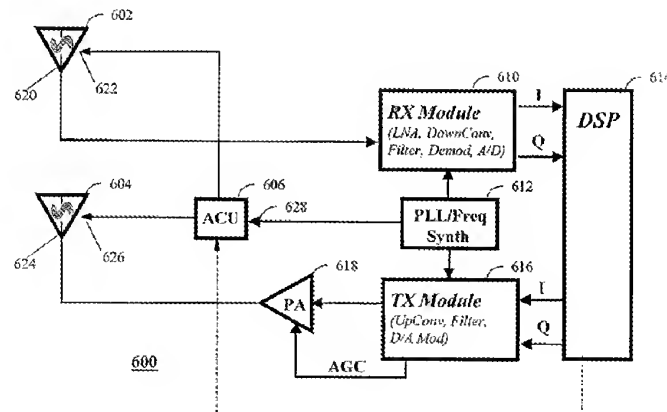 602
620
622
610
RX Module
(LNA, DownConv,
Filter, Demod, A/D)
I
Q
614
DSP
604
624
626
606
ACU
628
612
PLL/Freq
Synth
618
PA
616
TX Module
(UpConv, Filter,
D/A Mod)
I
Q
AGC
600